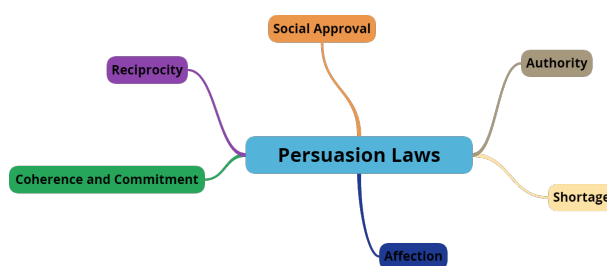 Social Approval
Authority
Reciprocity
Persuasion Laws
Coherence and Commitment
Shortage
Affection